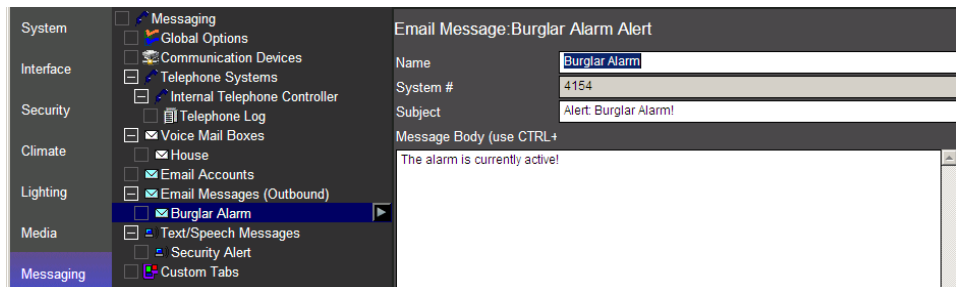 System
Interface
Security
Climate
Lighting
Media
Messaging
Messaging
Global Options
Communication Devices
Telephone Systems
Internal Telephone Controller
Telephone Log
Voice Mail Boxes
House
Email Accounts
Email Messages (Outbound)
Burglar Alarm
Text/Speech Messages
Security Alert
Custom Tabs
Email Message:Burglar Alarm Alert
Name Burglar Alarm
System # 4154
Subject Alert: Burglar Alarm!
Message Body (use CTRL+
The alarm is currently active!